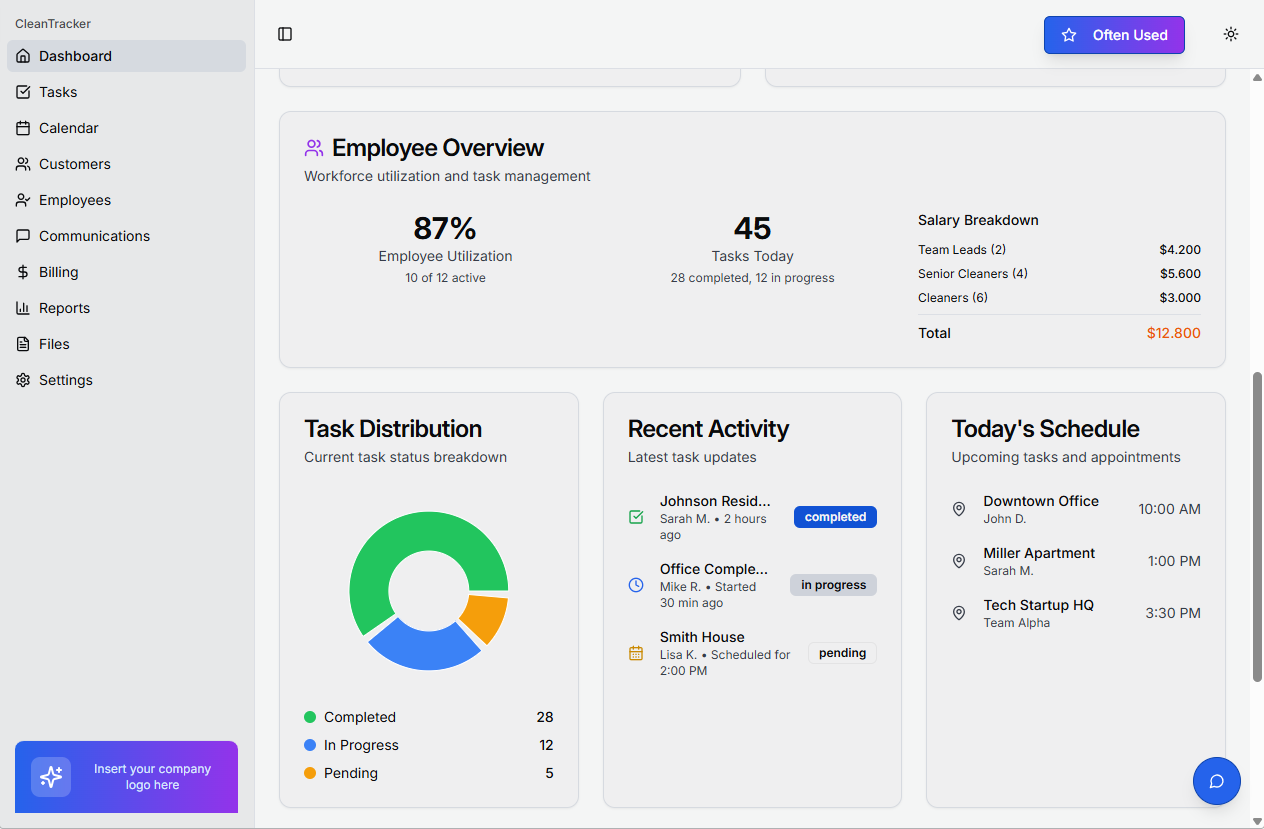 CleanTracker
Dashboard
Tasks
Calendar
Customers
Employees
Communications
Billing
Reports
Files
Settings
Insert your company
logo here
Often Used
Employee Overview
Workforce utilization and task management
87%
Employee Utilization
10 of 12 active
45
Tasks Today
28 completed, 12 in progress
Salary Breakdown
Team Leads (2) $4.200
Senior Cleaners (4) $5.600
Cleaners (6) $3.000
Total $12.800
Task Distribution
Current task status breakdown
Completed 28
In Progress 12
Pending 5
Recent Activity
Latest task updates
Johnson Resid...
Sarah M. • 2 hours
ago
completed
Office Comple...
Mike R. • Started
30 min ago
in progress
Smith House
Lisa K. • Scheduled for
2:00 PM
pending
Today's Schedule
Upcoming tasks and appointments
Downtown Office
John D.
10:00 AM
Miller Apartment
Sarah M.
1:00 PM
Tech Startup HQ
Team Alpha
3:30 PM